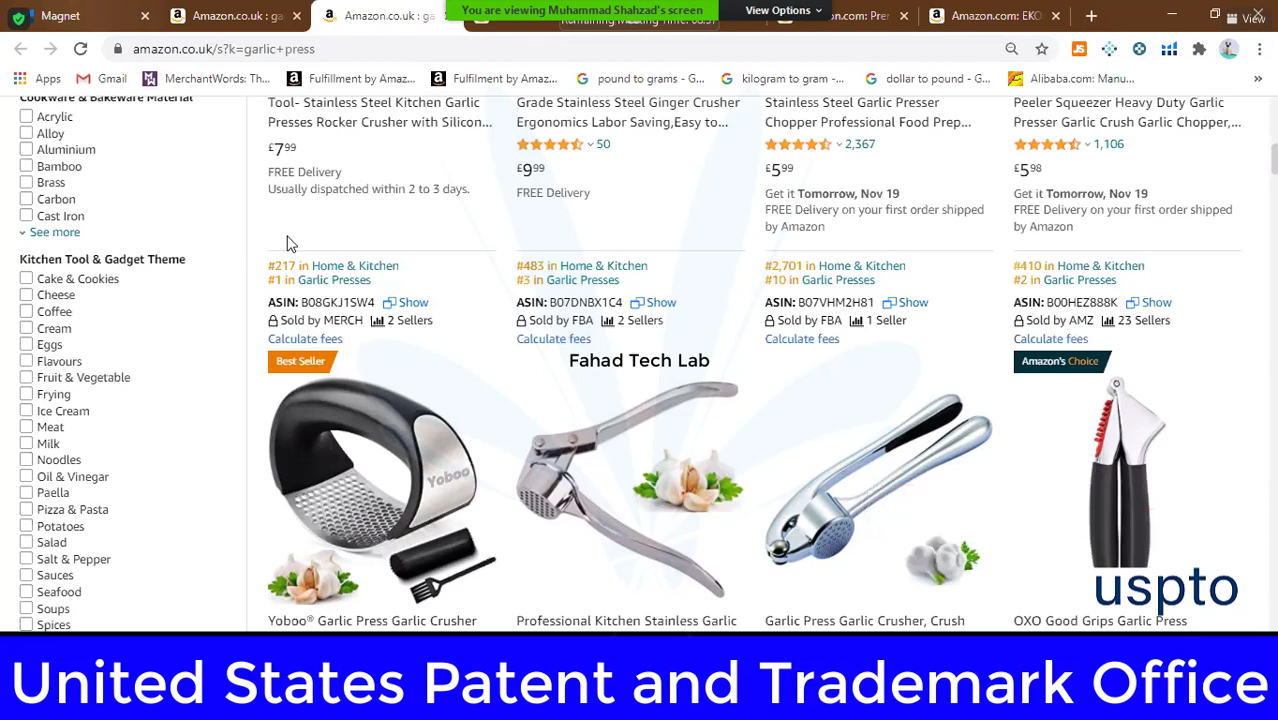 Magnet
Amazon.co.uk : ga
Amazon.co.uk : ga
You are viewing Muhammad Shahzad's screen
View Options
.com: Prer
Amazon.com: EKO
View
amazon.co.uk/s?k=garlic+press
Apps
Gmail
MerchantWords: Th...
Fulfillment by Amaz...
Fulfilment by Amaz...
pound to grams - G...
kilogram to gram -...
dollar to pound - G...
Alibaba.com: Manu...
Cookware & Bakeware Material
Acrylic
Alloy
Aluminium
Bamboo
Brass
Carbon
Cast Iron
See more
Kitchen Tool & Gadget Theme
Cake & Cookies
Cheese
Coffee
Cream
Eggs
Flavours
Fruit & Vegetable
Frying
Ice Cream
Meat
Milk
Noodles
Oil & Vinegar
Paella
Pizza & Pasta
Potatoes
Salad
Salt & Pepper
Sauces
Seafood
Soups
Spices
Tool- Stainless Steel Kitchen Garlic
Presses Rocker Crusher with Silicon...
£7.99
FREE Delivery
Usually dispatched within 2 to 3 days.
#217 in Home & Kitchen
#1 in Garlic Presses
ASIN: B08GKJ1SW4 Show
Sold by MERCH 2 Sellers
Calculate fees
Best Seller
Yoboo
Yoboo® Garlic Press Garlic Crusher
Grade Stainless Steel Ginger Crusher
Ergonomics Labor Saving,Easy to...
50
£9.99
FREE Delivery
#483 in Home & Kitchen
#3 in Garlic Presses
ASIN: B07DNBX1C4 Show
Sold by FBA 2 Sellers
Calculate fees
Fahad Tech Lab
Professional Kitchen Stainless Garlic
Stainless Steel Garlic Presser
Chopper Professional Food Prep...
2,367
£5.99
Get it Tomorrow, Nov 19
FREE Delivery on your first order shipped
by Amazon
#2,701 in Home & Kitchen
#10 in Garlic Presses
ASIN: B07VHM2H81 Show
Sold by FBA 1 Seller
Calculate fees
Garlic Press Garlic Crusher, Crush
Peeler Squeezer Heavy Duty Garlic
Presser Garlic Crush Garlic Chopper,...
1,106
£5.98
Get it Tomorrow, Nov 19
FREE Delivery on your first order shipped
by Amazon
#410 in Home & Kitchen
#2 in Garlic Presses
ASIN: B00HEZ888K Show
Sold by AMZ 23 Sellers
Calculate fees
Amazon's Choice
OXO Good Grips Garlic Press
uspto
United States Patent and Trademark Office